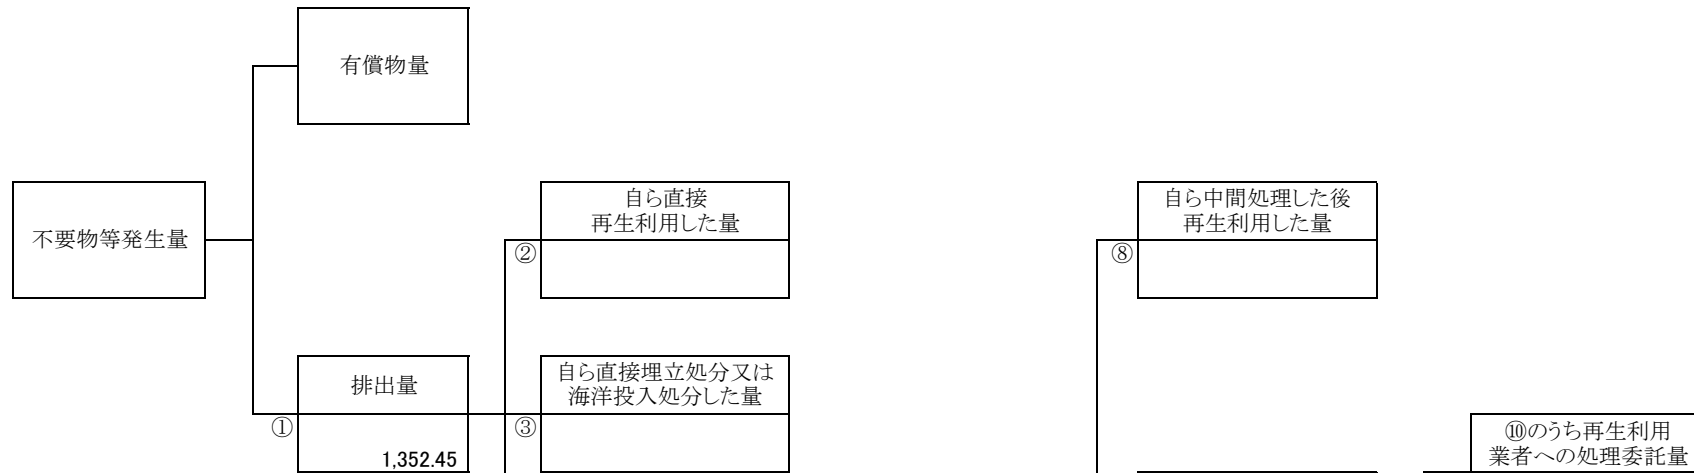 有償物量
不要物等発生量
自ら直接
再生利用した量
②
自ら中間処理した後
再生利用した量
⑧
排出量
①
1,352.45
自ら直接埋立処分又は
海洋投入処分した量
③
⑩のうち再生利用
業者への処理委託量